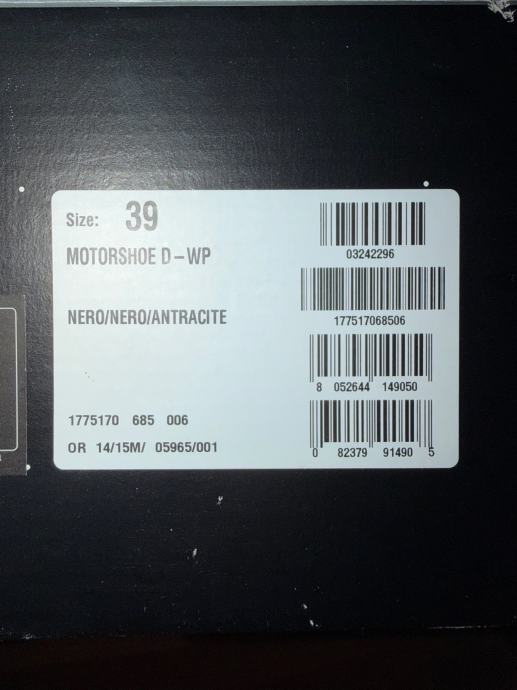 Size: 39
MOTORSHOE D-WP
NERO/NERO/ANTRACITE
1775170 685 006
OR 14/15M/ 05965/001
03242296
177517068506
8 052644 149050
0 82379 91490 5